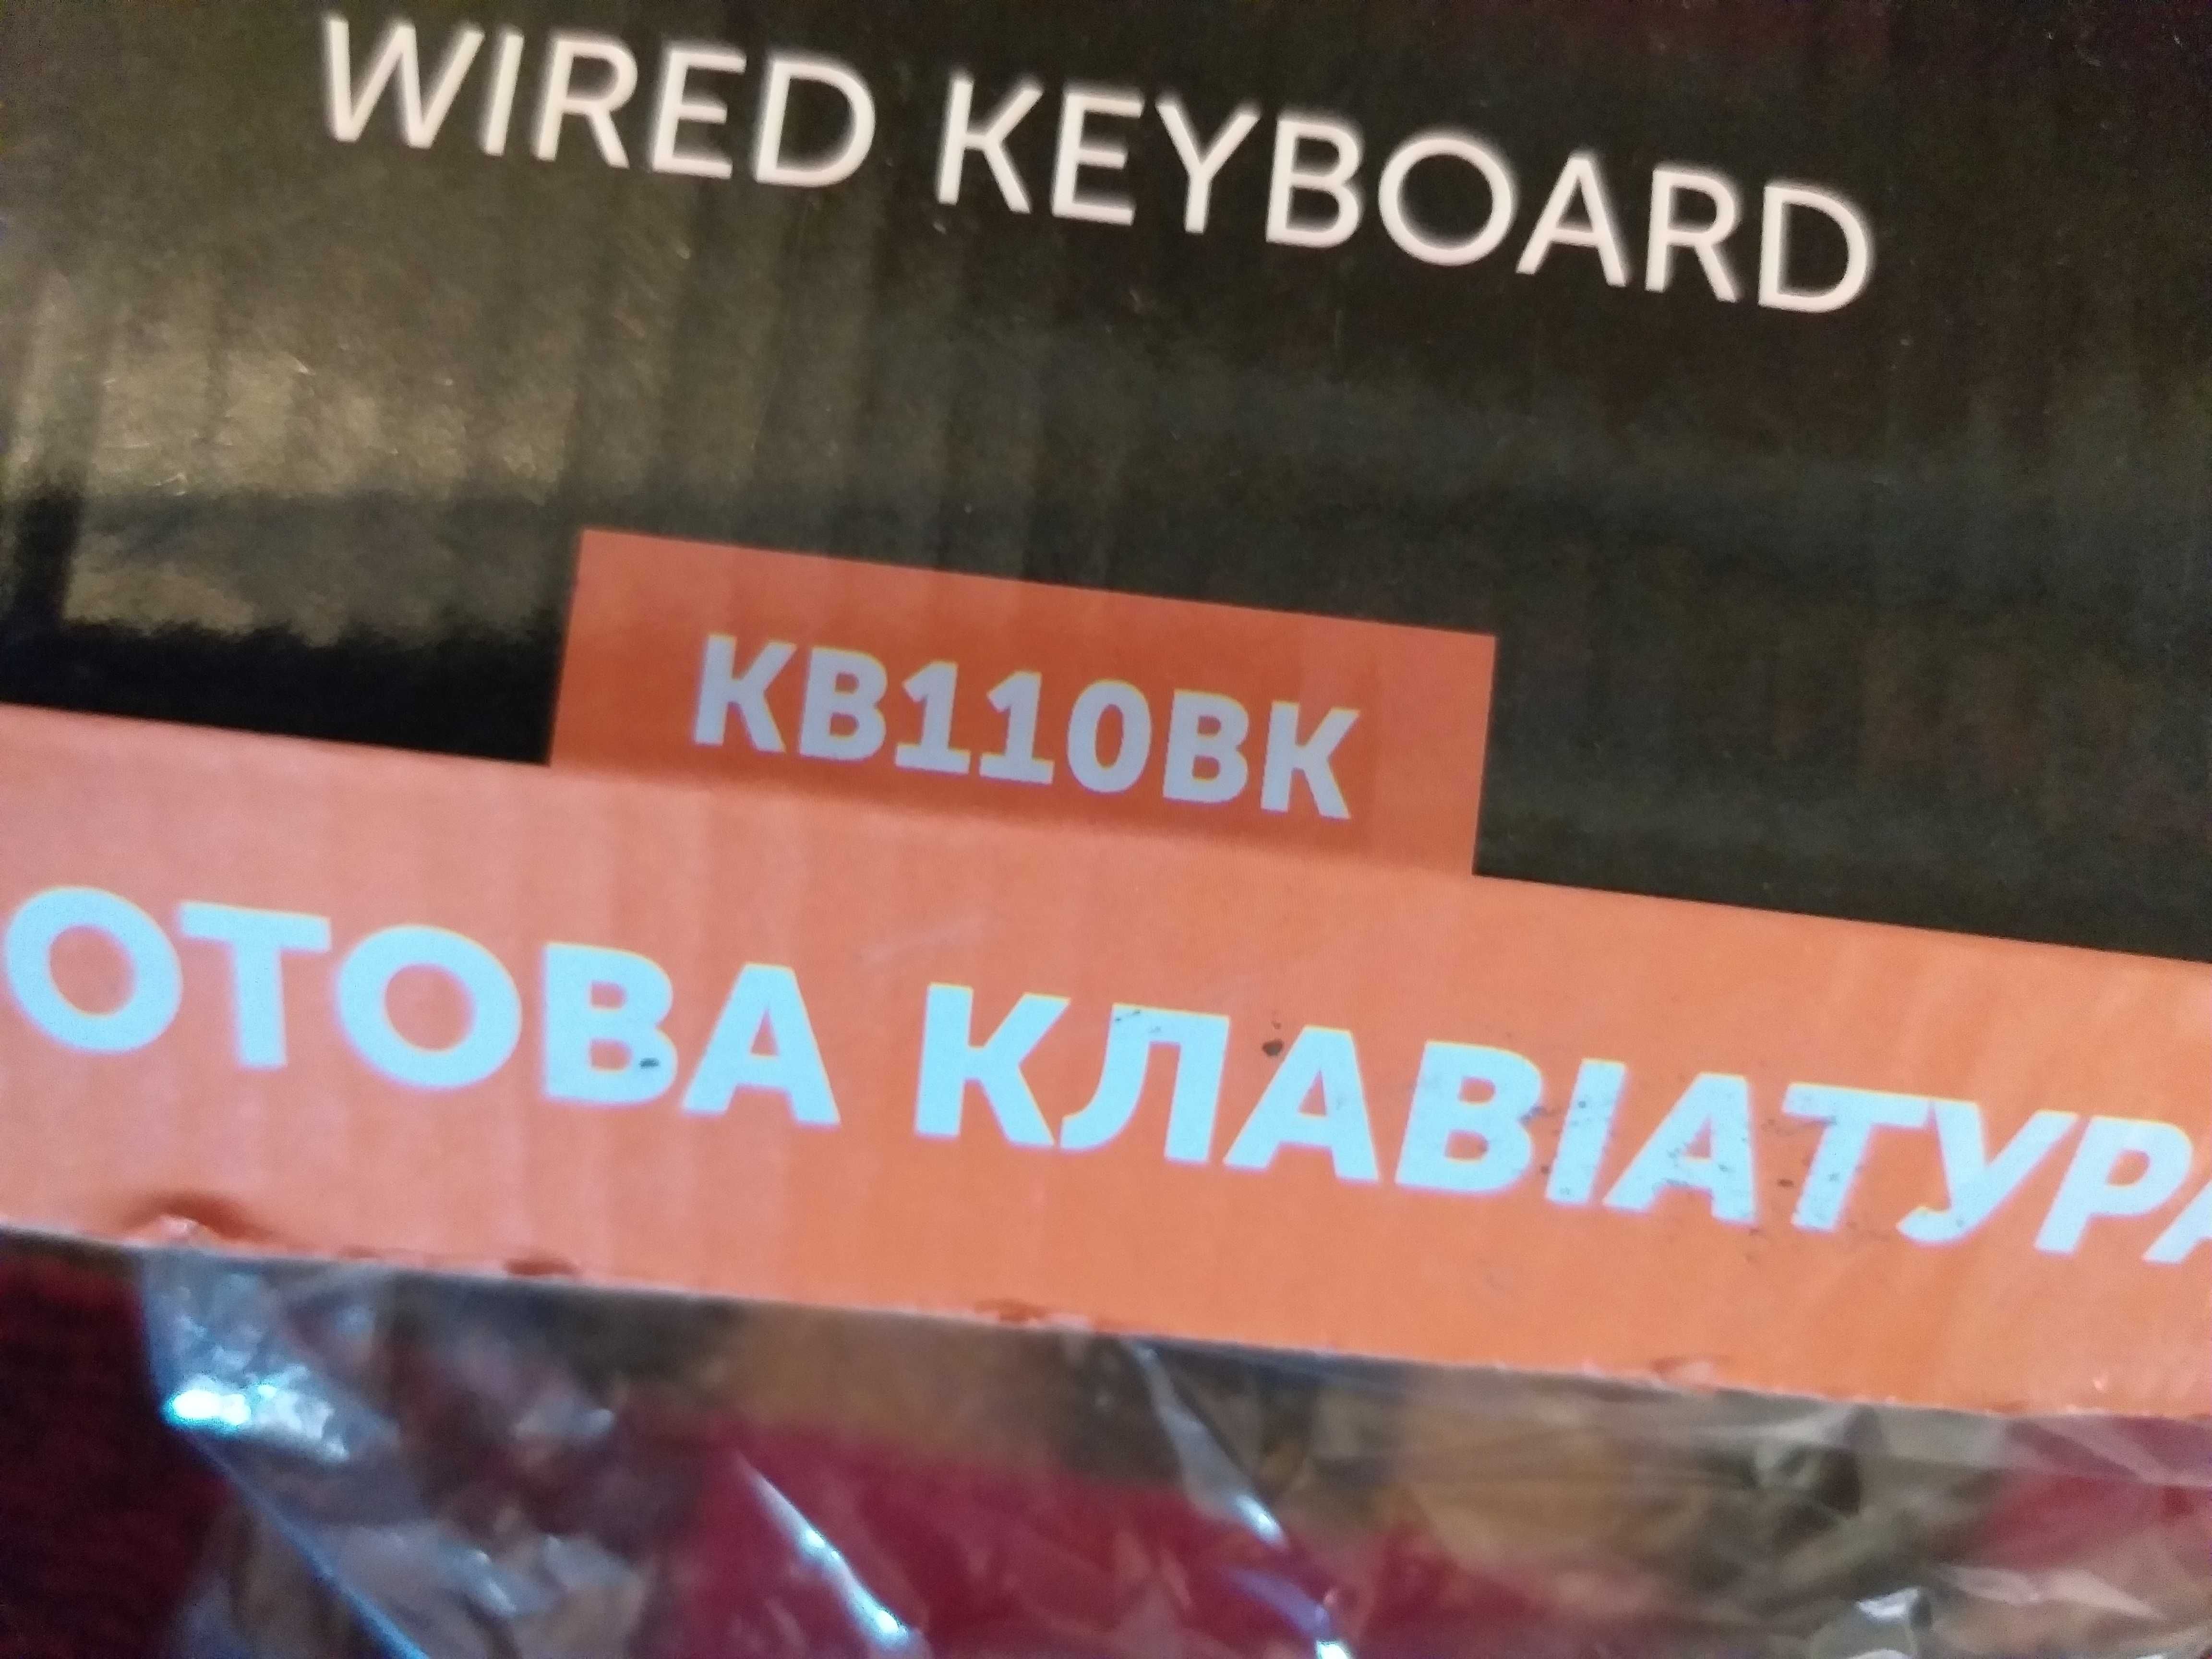 WIRED KEYBOARD
KB110BK
ОТОВА КЛАВІАТУРА